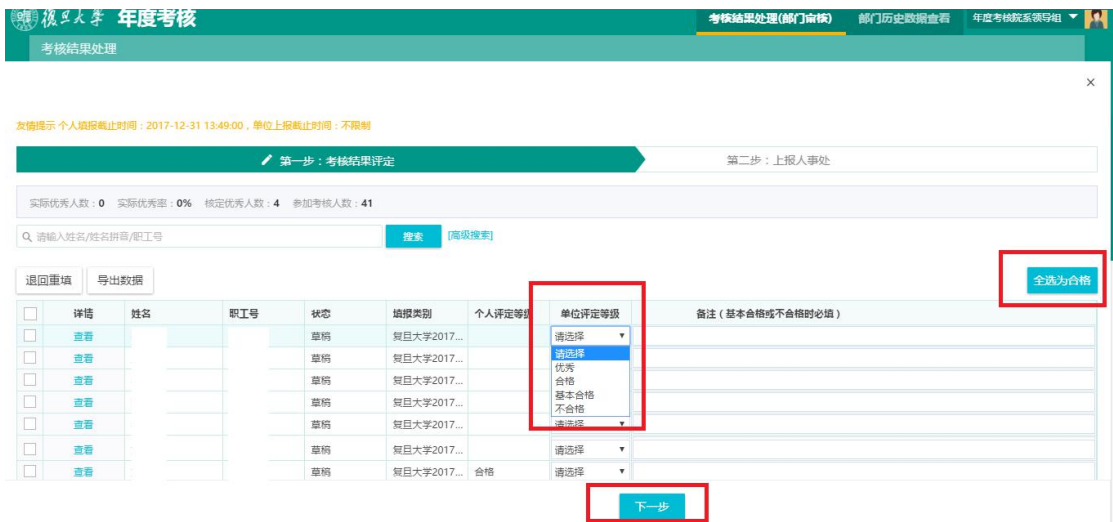 復旦大學 年度考核 考核结果处理(部门审核) 部门历史数据查看 年度考核院系领导组
考核结果处理
×
友情提示 个人填报截止时间：2017-12-31 13:49:00，单位上报截止时间：不限制
第一步：考核结果评定 第二步：上报人事处
实际优秀人数：0 实际优秀率：0% 核定优秀人数：4 参加考核人数：41
请输入姓名/姓名拼音/职工号 搜索 [高级搜索]
退回重填 导出数据 全选为合格
详情 姓名 职工号 状态 填报类别 个人评定等级 单位评定等级 备注（基本合格或不合格时必填）
查看 草稿 复旦大学2017... 请选择
请选择
查看 草稿 复旦大学2017...
优秀
合格
查看 草稿 复旦大学2017...
基本合格
不合格
查看 草稿 复旦大学2017... 请选择
查看 草稿 复旦大学2017... 请选择
查看 草稿 复旦大学2017... 合格 请选择
下一步